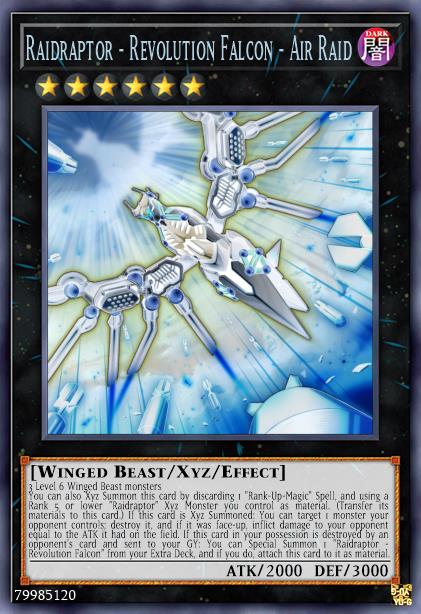 Raidraptor - Revolution Falcon - Air Raid
DARK
闇
[Winged Beast/Xyz/Effect]
3 Level 6 Winged Beast monsters
You can also Xyz Summon this card by discarding 1 "Rank-Up-Magic" Spell, and using a
Rank 5 or lower "Raidraptor" Xyz Monster you control as material. (Transfer its
materials to this card.) If this card is Xyz Summoned: You can target 1 monster your
opponent controls; destroy it, and if it was face-up, inflict damage to your opponent
equal to the ATK it had on the field. If this card in your possession is destroyed by an
opponent's card and sent to your GY: You can Special Summon 1 "Raidraptor -
Revolution Falcon" from your Extra Deck, and if you do, attach this card to it as material.
ATK/2000 DEF/3000
79985120